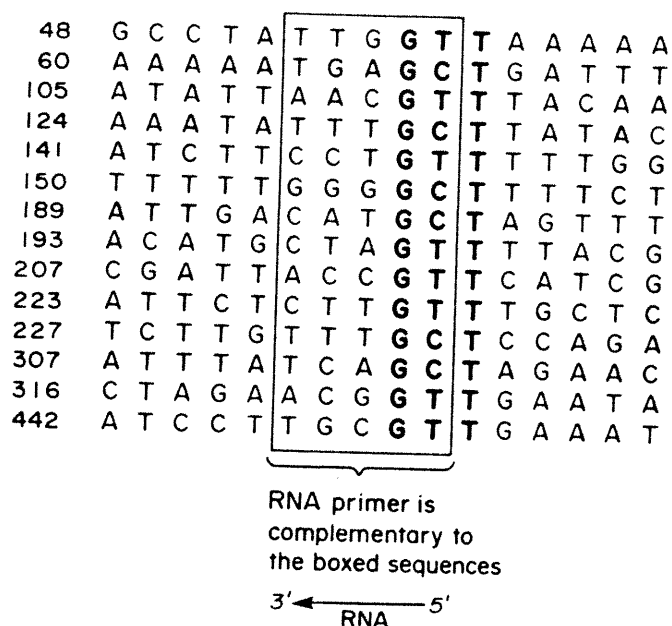 48 G C C T A T T G G T T A A A A A
60 A A A A A T G A G C T G A T T T
105 A T A T T A A C G T T T A C A A
124 A A A T A T T T G C T T A T A C
141 A T C T T C C T G T T T T T G G
150 T T T T T G G G G C T T T T C T
189 A T T G A C A T G C T A G T T T
193 A C A T G C T A G T T T T A C G
207 C G A T T A C C G T T C A T C G
223 A T T C T C T T G T T T G C T C
227 T C T T G T T T G C T C C A G A
307 A T T T A T C A G C T A G A A C
316 C T A G A A C G G T T G A A T A
442 A T C C T T G C G T T G A A A T
RNA primer is
complementary to
the boxed sequences
3' 5'
RNA